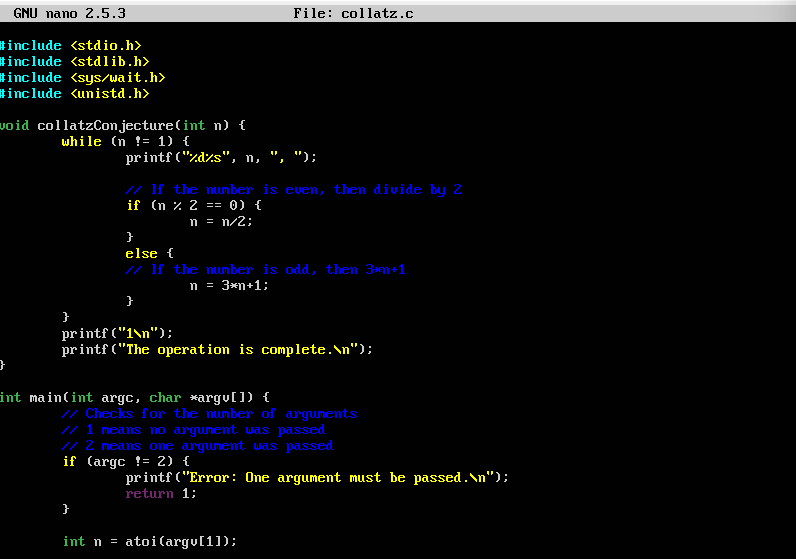 GNU nano 2.5.3 File: collatz.c
#include <stdio.h>
#include <stdlib.h>
#include <sys/wait.h>
#include <unistd.h>
void collatzConjecture(int n) {
while (n != 1) {
printf("%d%s", n, ", ");
// If the number is even, then divide by 2
if (n % 2 == 0) {
n = n/2;
}
else {
// If the number is odd, then 3*n+1
n = 3*n+1;
}
}
printf("1\n");
printf("The operation is complete.\n");
}
int main(int argc, char *argv[]) {
// Checks for the number of arguments
// 1 means no argument was passed
// 2 means one argument was passed
if (argc != 2) {
printf("Error: One argument must be passed.\n");
return 1;
}
int n = atoi(argv[1]);